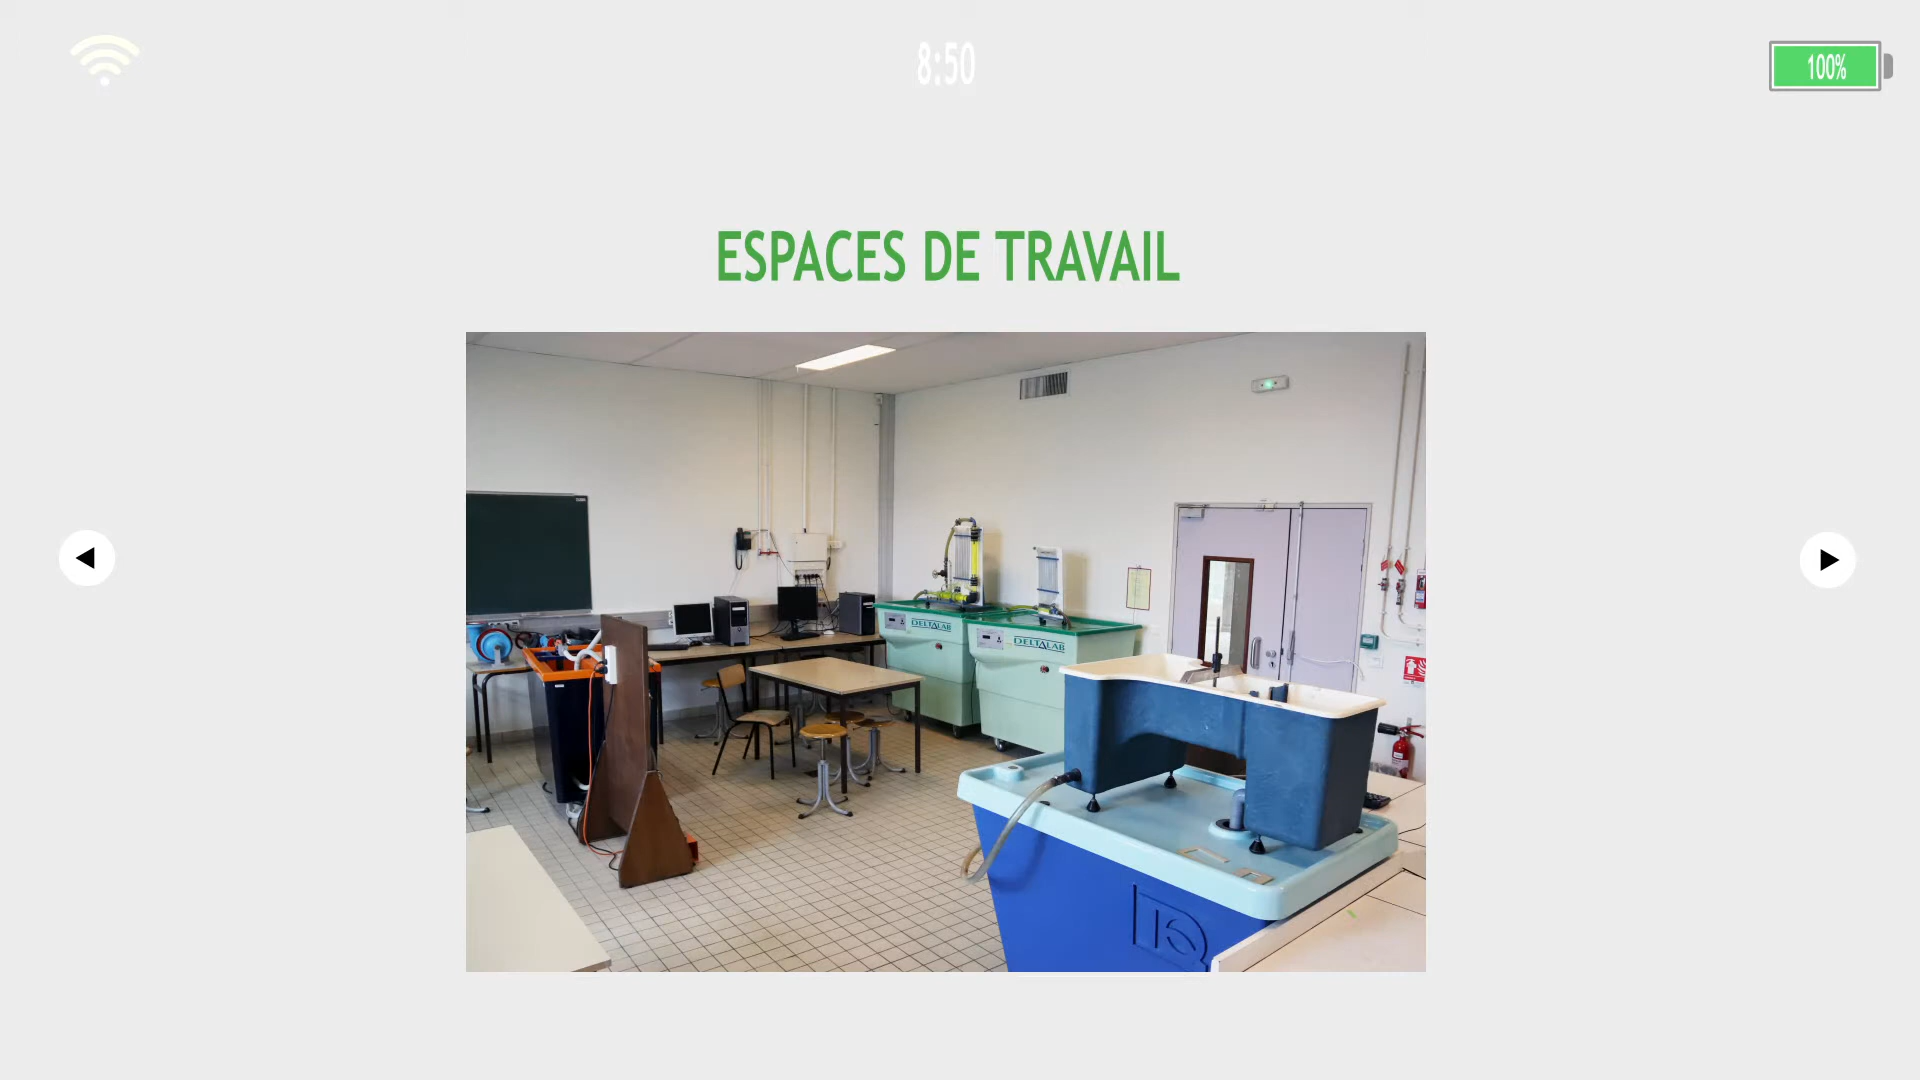 8:50
100%
ESPACES DE TRAVAIL
DELTALAB
DELTALAB